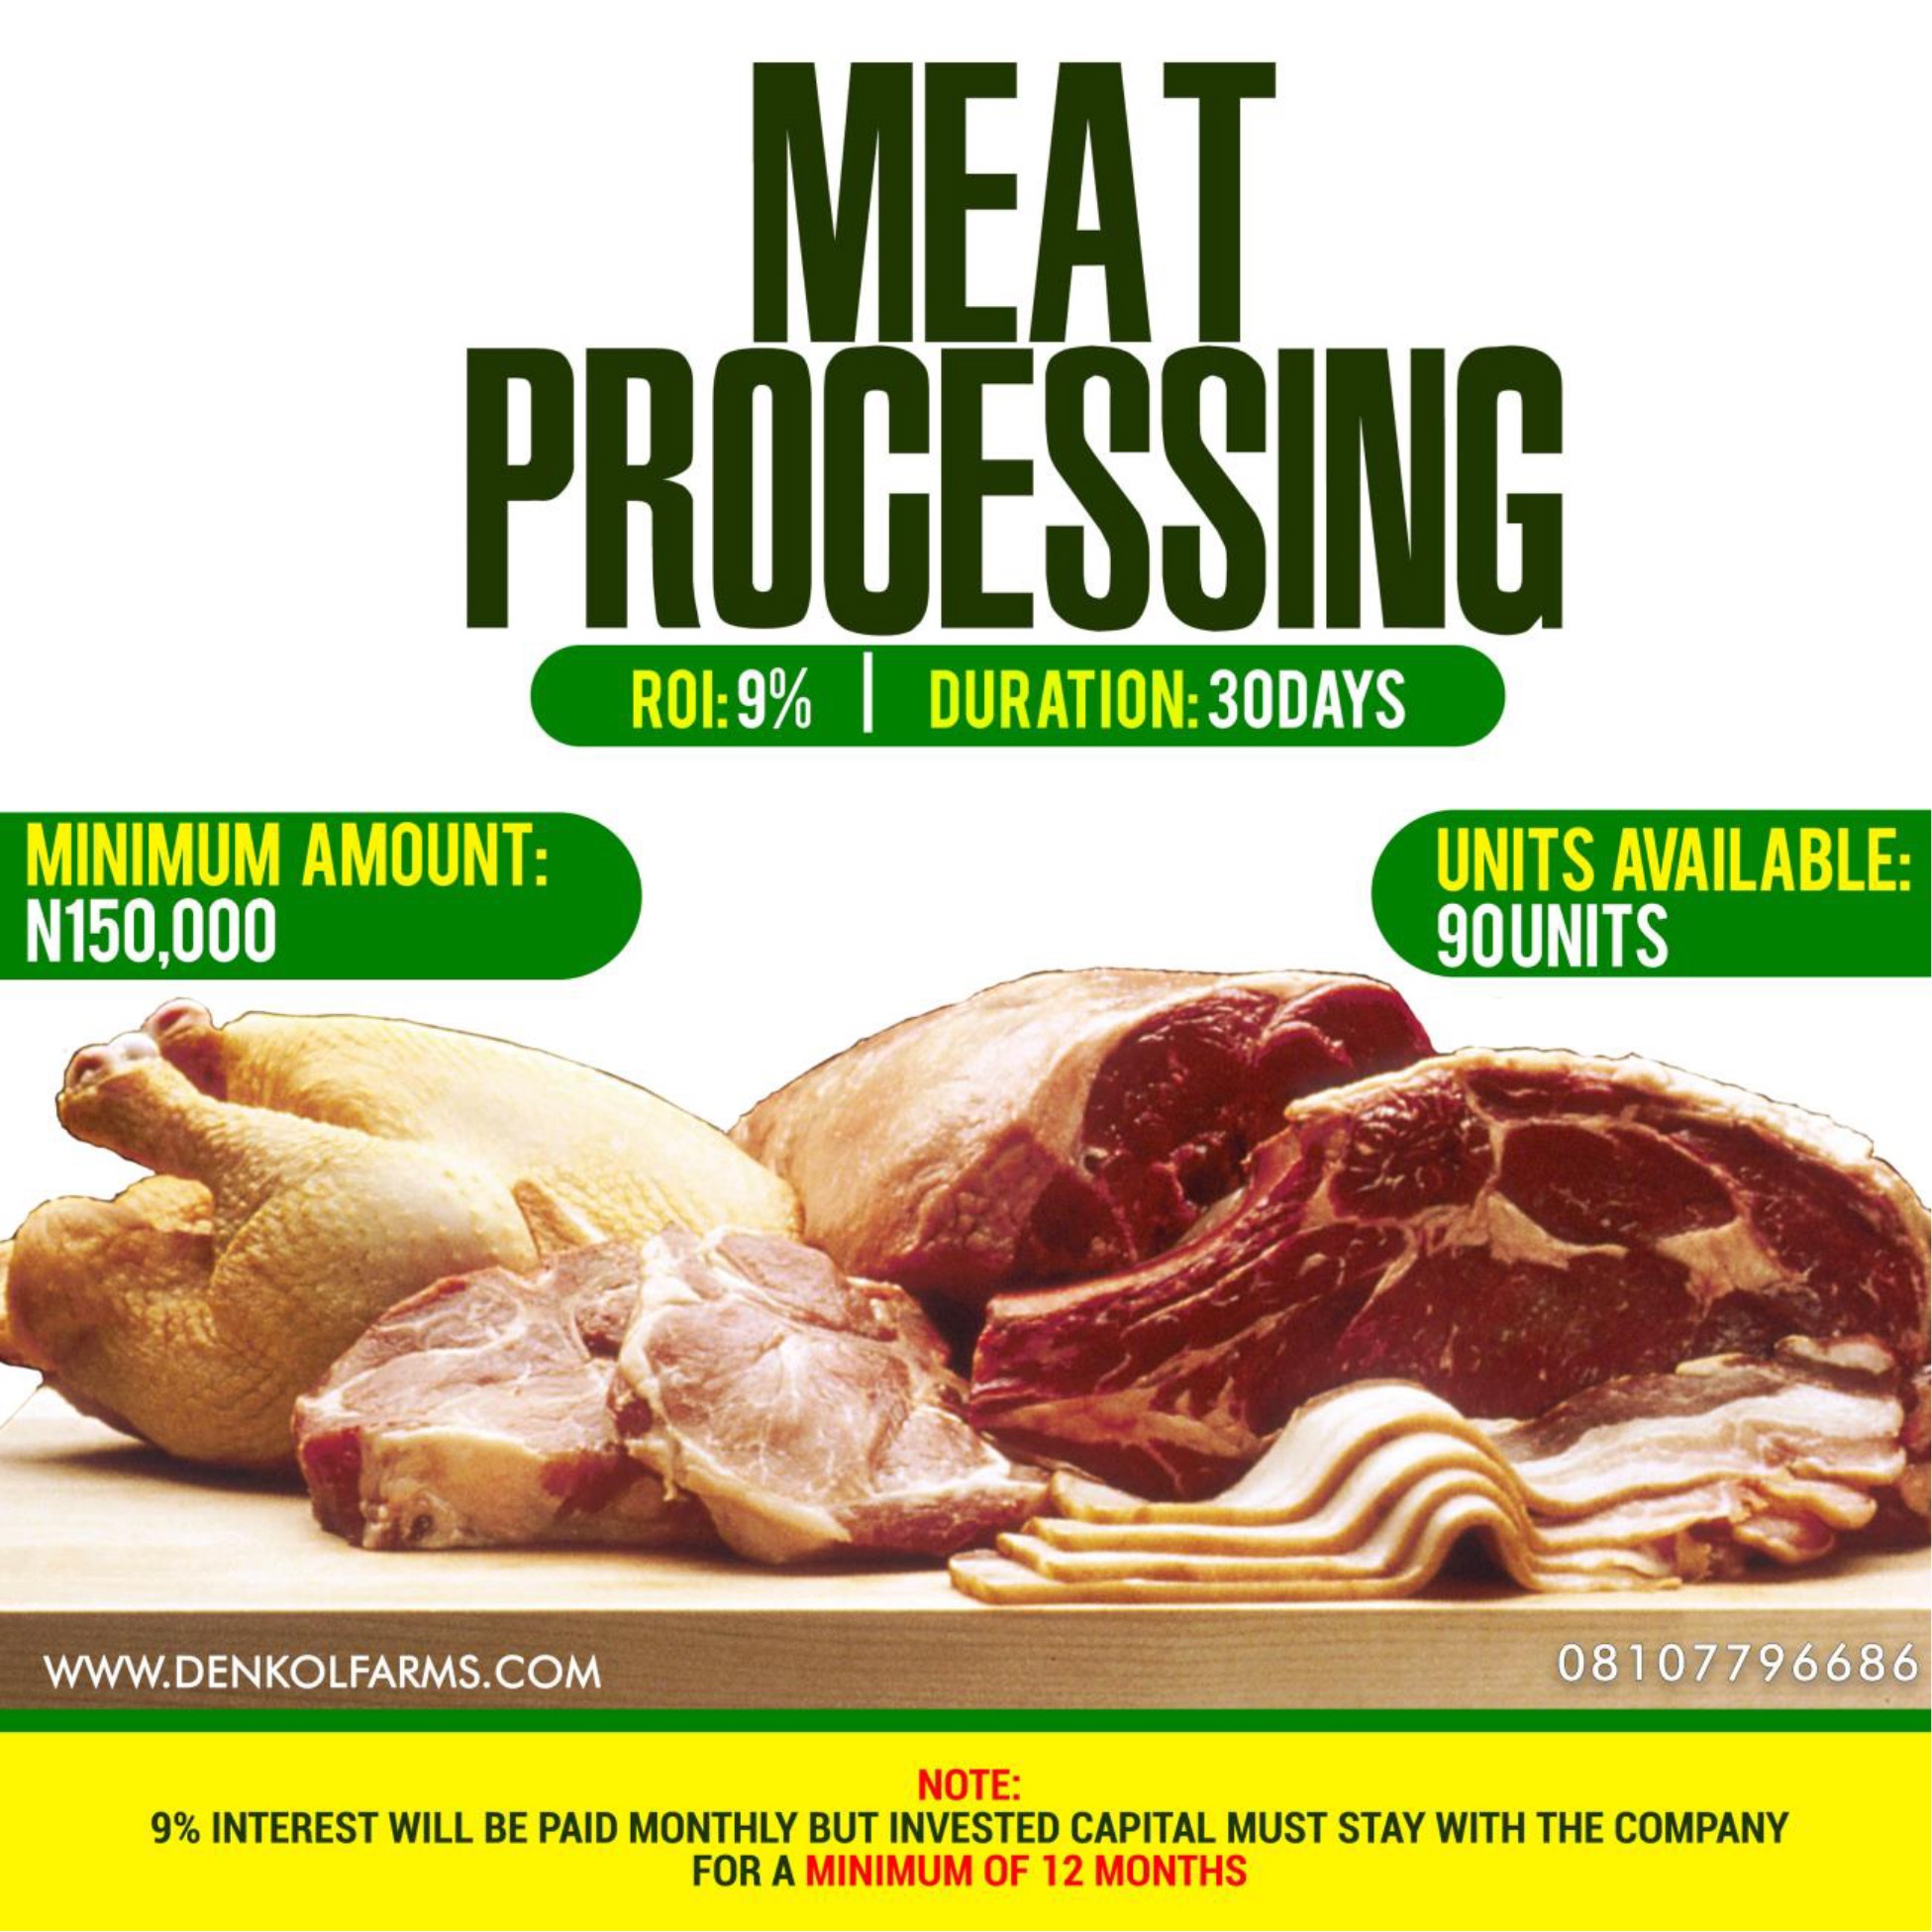 MEAT
PROCESSING
ROI: 9% | DURATION: 30DAYS
MINIMUM AMOUNT:
N150,000
UNITS AVAILABLE:
90UNITS
WWW.DENKOLFARMS.COM
08107796686
NOTE:
9% INTEREST WILL BE PAID MONTHLY BUT INVESTED CAPITAL MUST STAY WITH THE COMPANY
FOR A MINIMUM OF 12 MONTHS